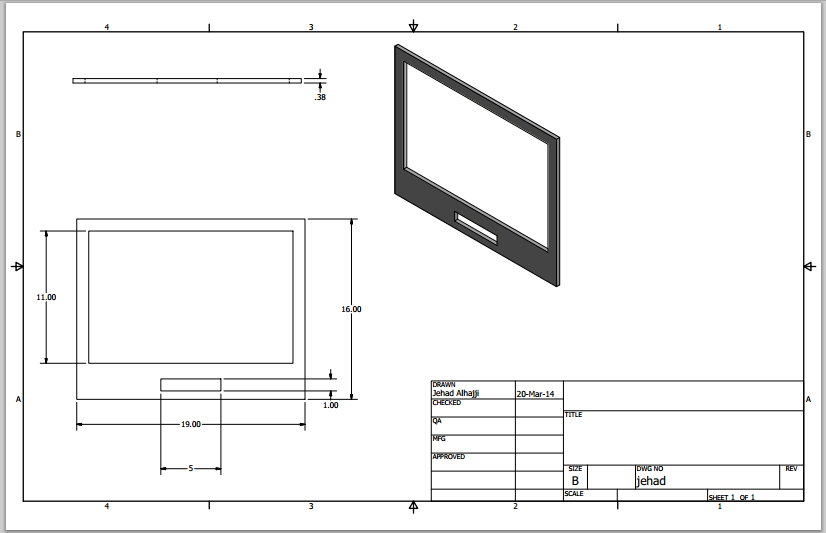 4 3 2 1
.38
B B
11.00
16.00
1.00
19.00
5
A A
DRAWN
Jehad Alhajji
20-Mar-14
CHECKED
QA
MFG
APPROVED
TITLE
SIZE
B
DWG NO
jehad
REV
SCALE
SHEET 1 OF 1
4 3 2 1